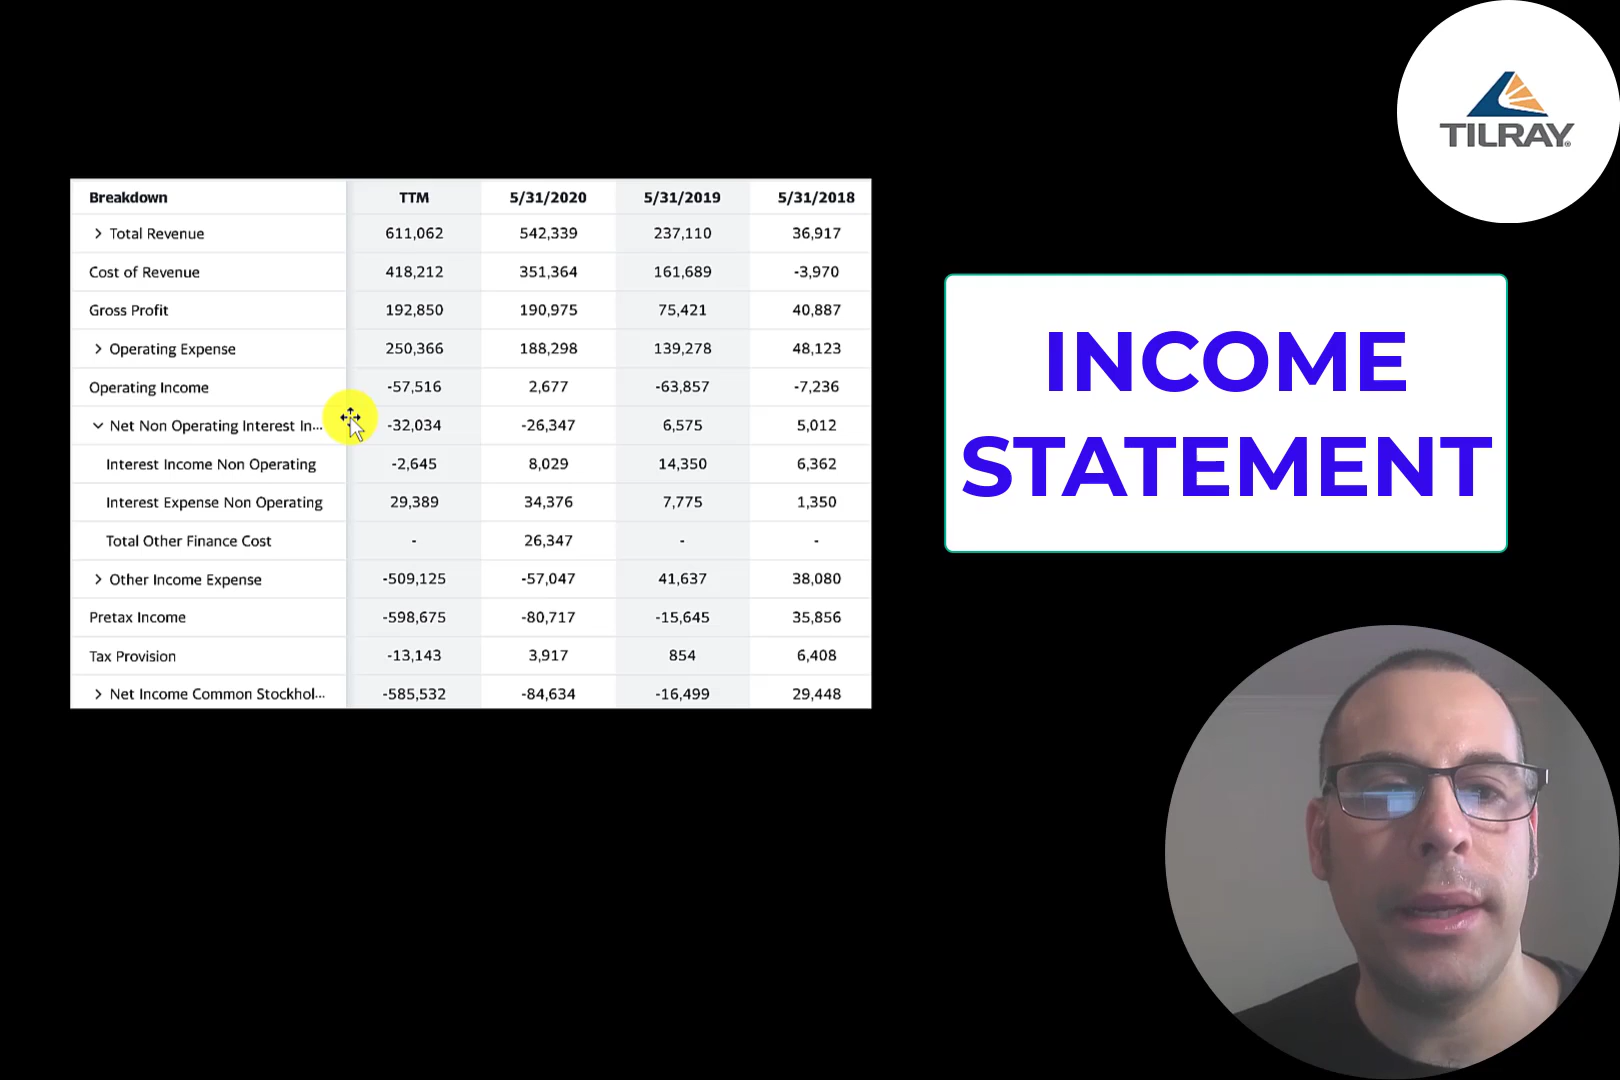 TILRAY®
Breakdown TTM 5/31/2020 5/31/2019 5/31/2018
Total Revenue 611,062 542,339 237,110 36,917
Cost of Revenue 418,212 351,364 161,689 -3,970
Gross Profit 192,850 190,975 75,421 40,887
Operating Expense 250,366 188,298 139,278 48,123
Operating Income -57,516 2,677 -63,857 -7,236
Net Non Operating Interest In... -32,034 -26,347 6,575 5,012
Interest Income Non Operating -2,645 8,029 14,350 6,362
Interest Expense Non Operating 29,389 34,376 7,775 1,350
Total Other Finance Cost - 26,347 - -
Other Income Expense -509,125 -57,047 41,637 38,080
Pretax Income -598,675 -80,717 -15,645 35,856
Tax Provision -13,143 3,917 854 6,408
Net Income Common Stockhol... -585,532 -84,634 -16,499 29,448
INCOME
STATEMENT